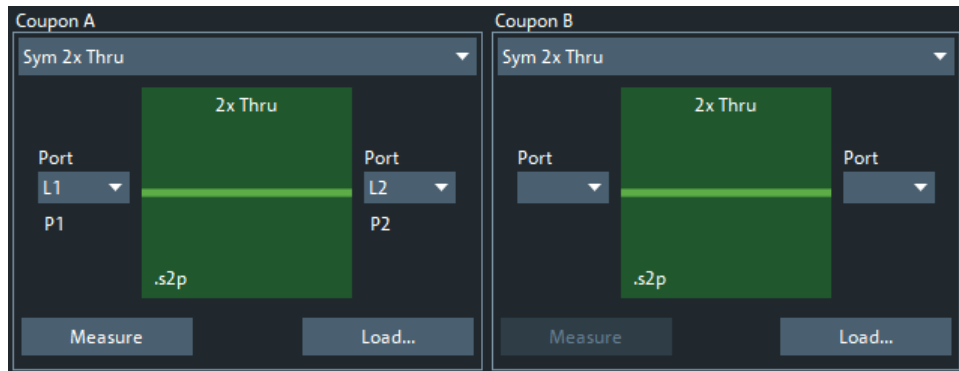 Coupon A
Sym 2x Thru
2x Thru
Port
L1
P1
Port
L2
P2
.s2p
Measure
Load...
Coupon B
Sym 2x Thru
2x Thru
Port
Port
.s2p
Measure
Load...